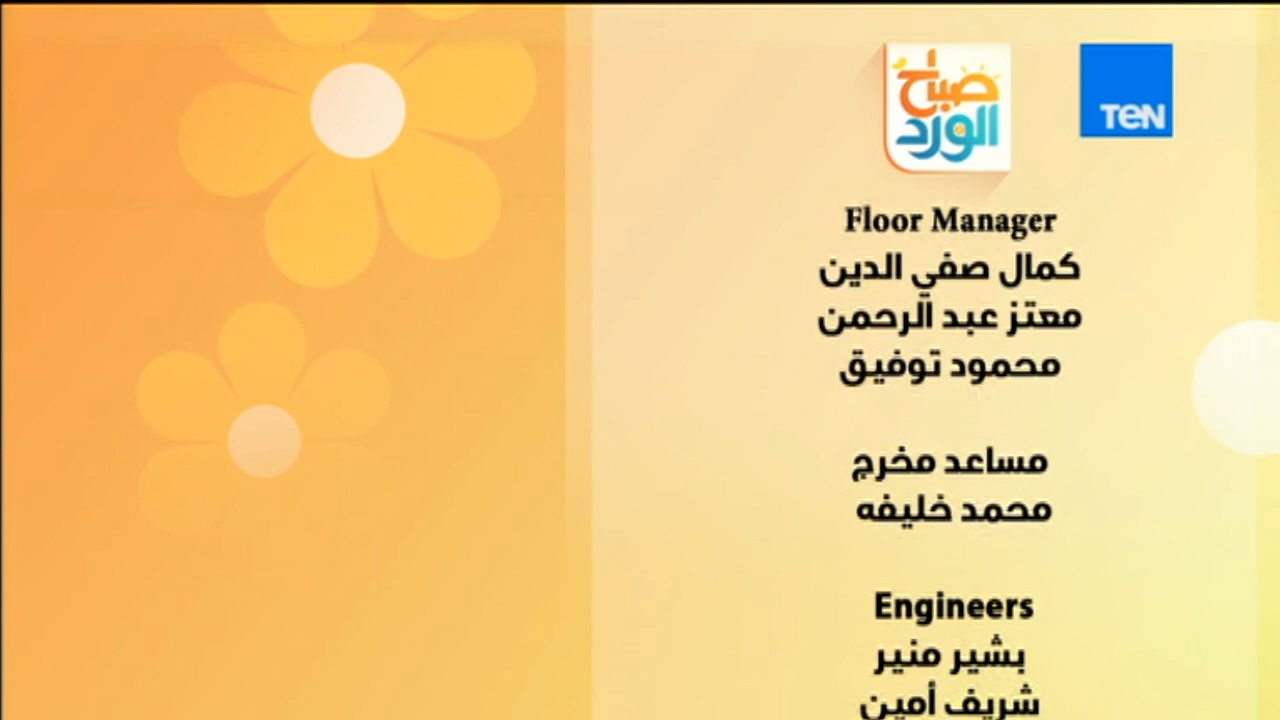 صباح
الورد
TeN
Floor Manager
كمال صفي الدين
معتز عبد الرحمن
محمود توفيق
مساعد مخرج
محمد خليفه
Engineers
بشير منير
شريف أمين